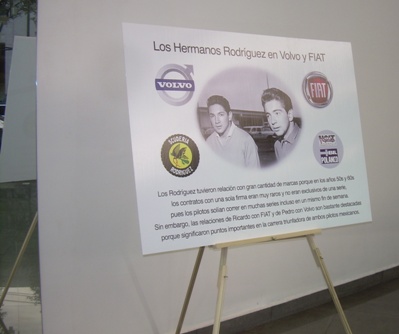 Los Hermanos Rodríguez en Volvo y FIAT
VOLVO
FIAT
SCUDERIA
RODRIGUEZ
POLANCO
Los Rodríguez tuvieron relación con gran cantidad de marcas porque en los años 50s y 60s
los contratos con una sola firma eran muy raros y no eran exclusivos de una serie,
pues los pilotos solían correr en muchas series incluso en un mismo fin de semana.
Sin embargo, las relaciones de Ricardo con FIAT y de Pedro con Volvo son bastante destacadas
porque significaron puntos importantes en la carrera triunfadora de ambos pilotos mexicanos.